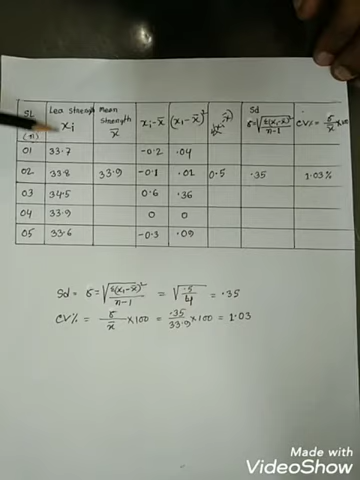 SL Lea strength Mean strength xi-x̄ (xi-x̄)² Sd CV% = σ/x̄ ×100
(n) xi x̄ σ=√Σ(xi-x̄)²/n-1
01 33.7 -0.2 .04
02 33.8 33.9 -0.1 .01 0.5 .35 1.03%
03 34.5 0.6 .36
04 33.9 0 0
05 33.6 -0.3 .09
Sd = σ = √Σ(xi-x̄)²/n-1 = √.5/4 = .35
CV% = σ/x̄ ×100 = .35/33.9 ×100 = 1.03
Made with
VideoShow